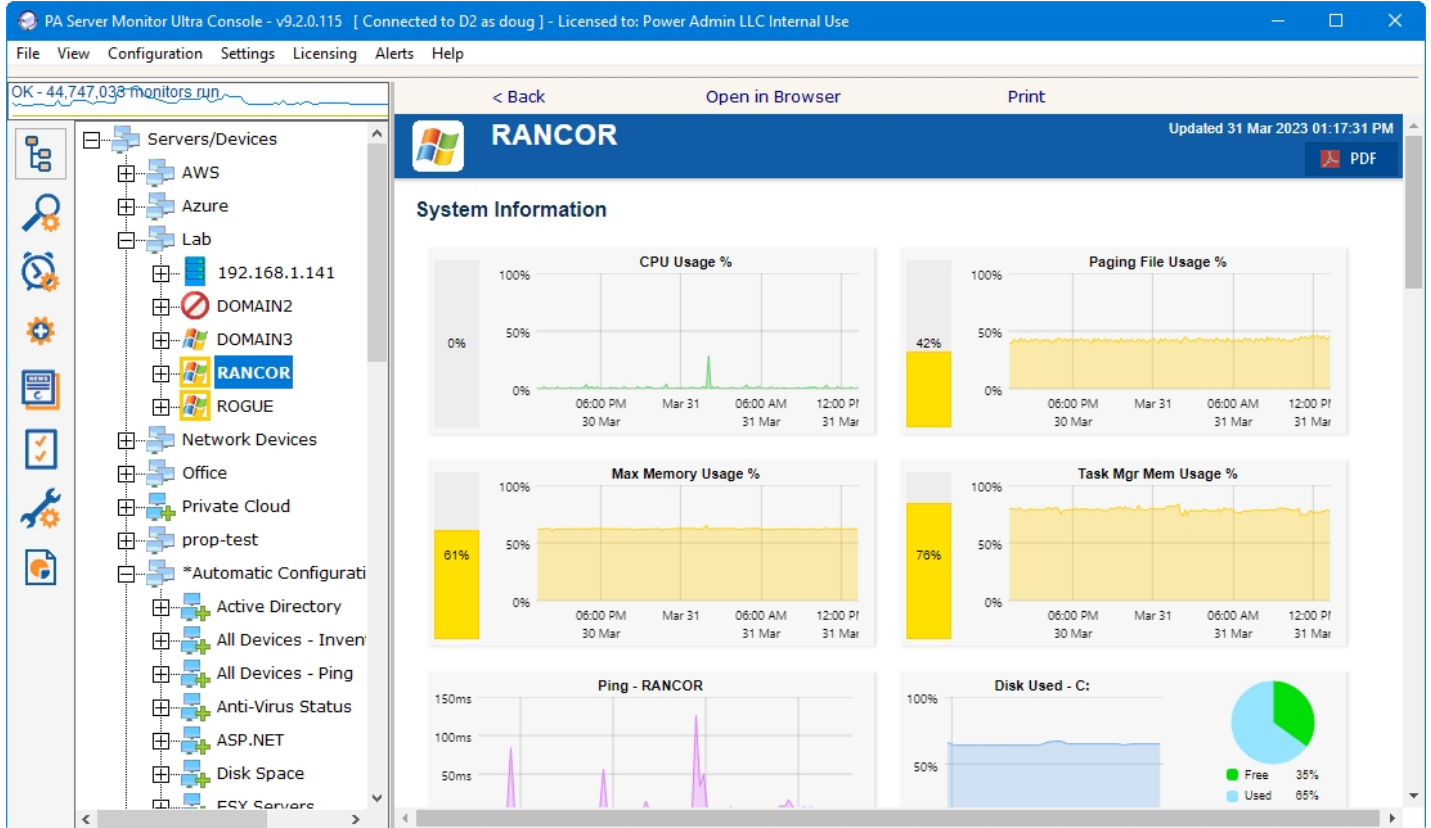 PA Server Monitor Ultra Console - v9.2.0.115 [ Connected to D2 as doug ] - Licensed to: Power Admin LLC Internal Use
File View Configuration Settings Licensing Alerts Help
OK - 44,747,033 monitors run
< Back Open in Browser Print
Servers/Devices
AWS
Azure
Lab
192.168.1.141
DOMAIN2
DOMAIN3
RANCOR
ROGUE
Network Devices
Office
Private Cloud
prop-test
*Automatic Configurati
Active Directory
All Devices - Inven
All Devices - Ping
Anti-Virus Status
ASP.NET
Disk Space
ESX Servers
RANCOR
Updated 31 Mar 2023 01:17:31 PM
PDF
System Information
CPU Usage %
0%
100%
50%
0%
06:00 PM Mar 31 06:00 AM 12:00 P
30 Mar 31 Mar 31 Mar
Paging File Usage %
42%
100%
50%
0%
06:00 PM Mar 31 06:00 AM 12:00 P
30 Mar 31 Mar 31 Mar
Max Memory Usage %
61%
100%
50%
0%
06:00 PM Mar 31 06:00 AM 12:00 P
30 Mar 31 Mar 31 Mar
Task Mgr Mem Usage %
76%
100%
50%
0%
06:00 PM Mar 31 06:00 AM 12:00 P
30 Mar 31 Mar 31 Mar
Ping - RANCOR
150ms
100ms
50ms
Disk Used - C:
100%
50%
Free 35%
Used 65%